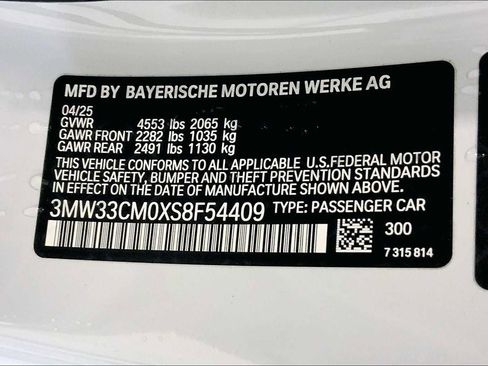 MFD BY BAYERISCHE MOTOREN WERKE AG
04/25
GVWR 4553 lbs 2065 kg
GAWR FRONT 2282 lbs 1035 kg
GAWR REAR 2491 lbs 1130 kg
THIS VEHICLE CONFORMS TO ALL APPLICABLE U.S.FEDERAL MOTOR
VEHICLE SAFETY, BUMPER AND THEFT PREVENTION STANDARDS
IN EFFECT ON THE DATE OF MANUFACTURE SHOWN ABOVE.
3MW33CM0XS8F54409 TYPE: PASSENGER CAR
300
7 315 814